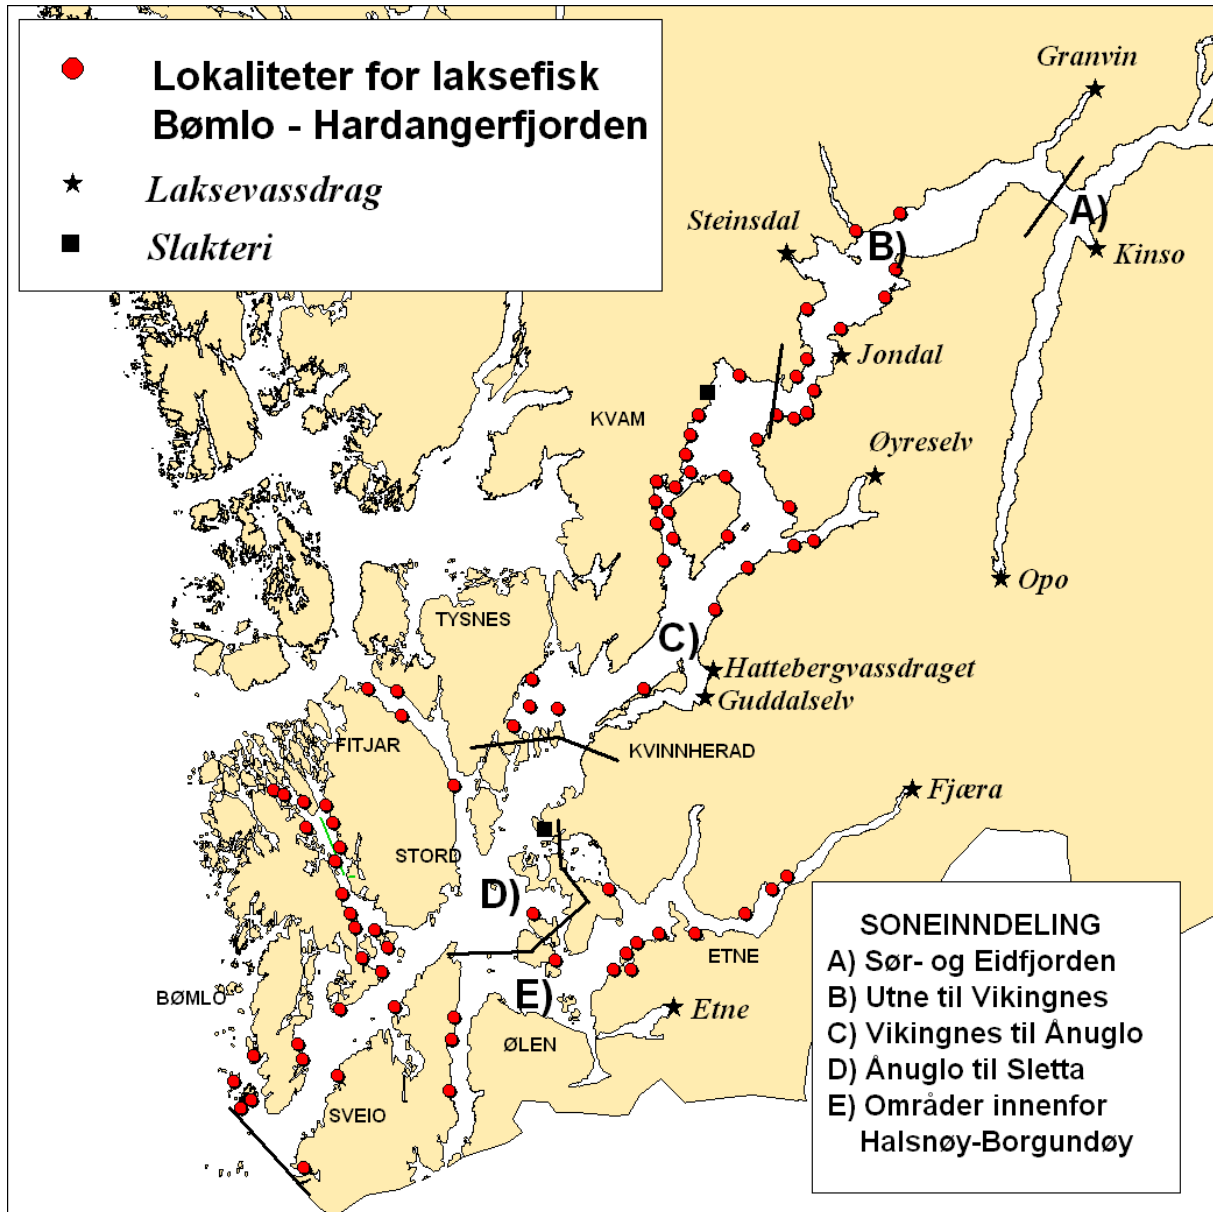 Lokaliteter for laksefisk
Bømlo - Hardangerfjorden
Laksevassdrag
Slakteri
Granvin
A)
Steinsdal
B)
Kinso
Jondal
KVAM
Øyreselv
Opo
TYSNES
C)
Hattebergvassdraget
Guddalselv
FITJAR
KVINNHERAD
Fjæra
STORD
D)
ETNE
E)
BØMLO
Etne
ØLEN
SVEIO
SONEINNDELING
A) Sør- og Eidfjorden
B) Utne til Vikingnes
C) Vikingnes til Ånuglo
D) Ånuglo til Sletta
E) Områder innenfor
Halsnøy-Borgundøy